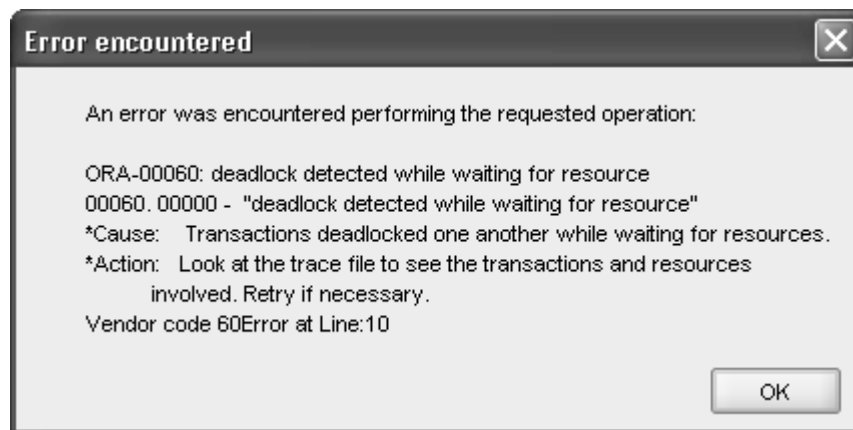 Error encountered
An error was encountered performing the requested operation:
ORA-00060: deadlock detected while waiting for resource
00060. 00000 - "deadlock detected while waiting for resource"
*Cause: Transactions deadlocked one another while waiting for resources.
*Action: Look at the trace file to see the transactions and resources
involved. Retry if necessary.
Vendor code 60Error at Line:10
OK